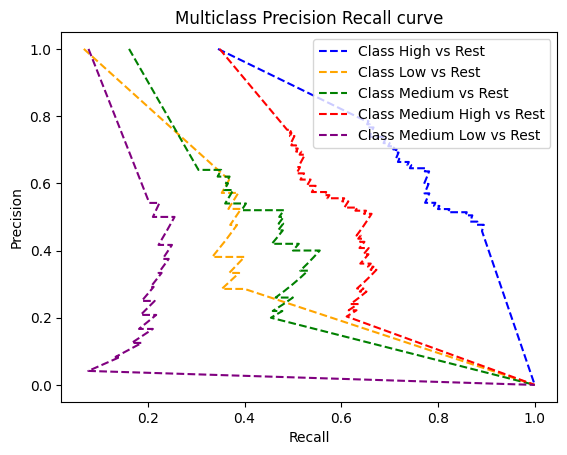 Multiclass Precision Recall curve
Class High vs Rest
Class Low vs Rest
Class Medium vs Rest
Class Medium High vs Rest
Class Medium Low vs Rest
Precision
1.0
0.8
0.6
0.4
0.2
0.0
0.2 0.4 0.6 0.8 1.0
Recall